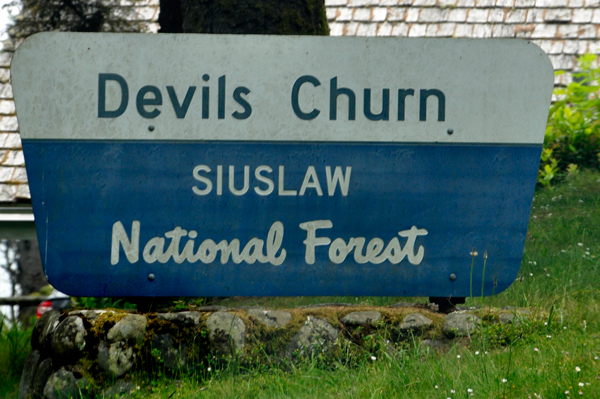 Devils Churn
SIUSLAW
National Forest